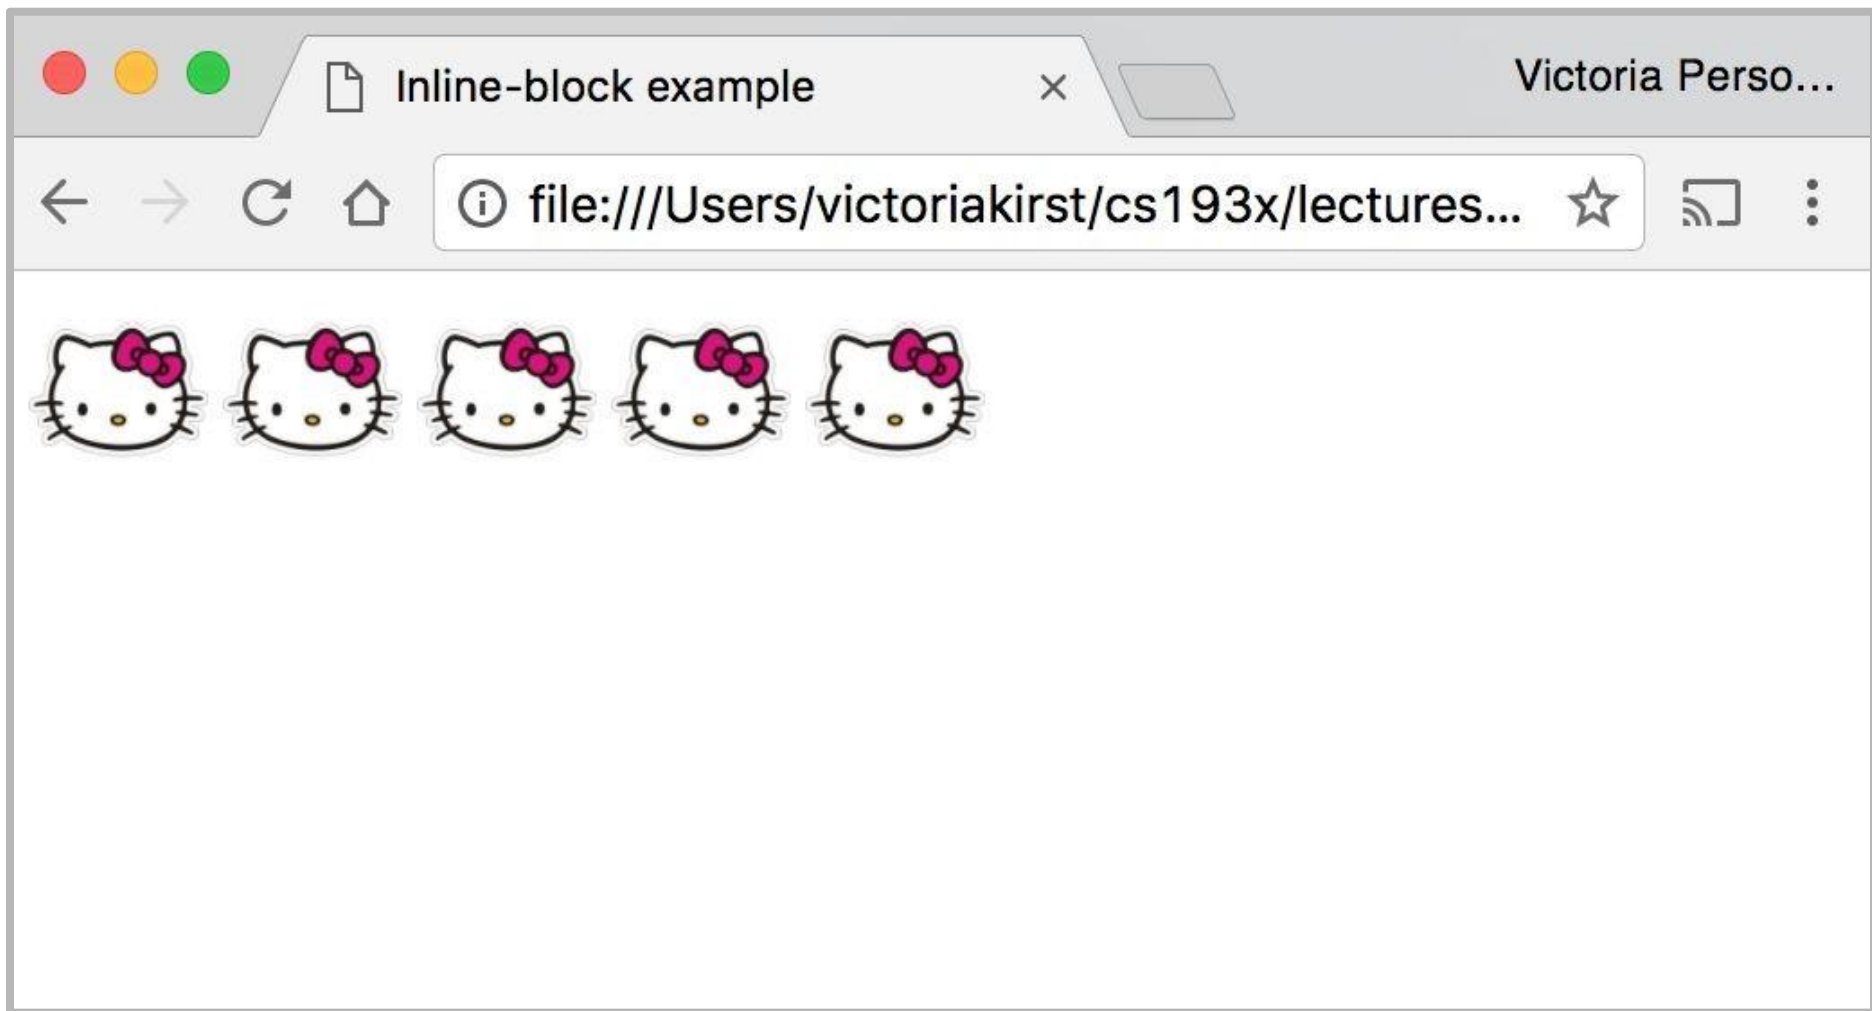 Inline-block example
Victoria Perso...
file:///Users/victoriakirst/cs193x/lectures...